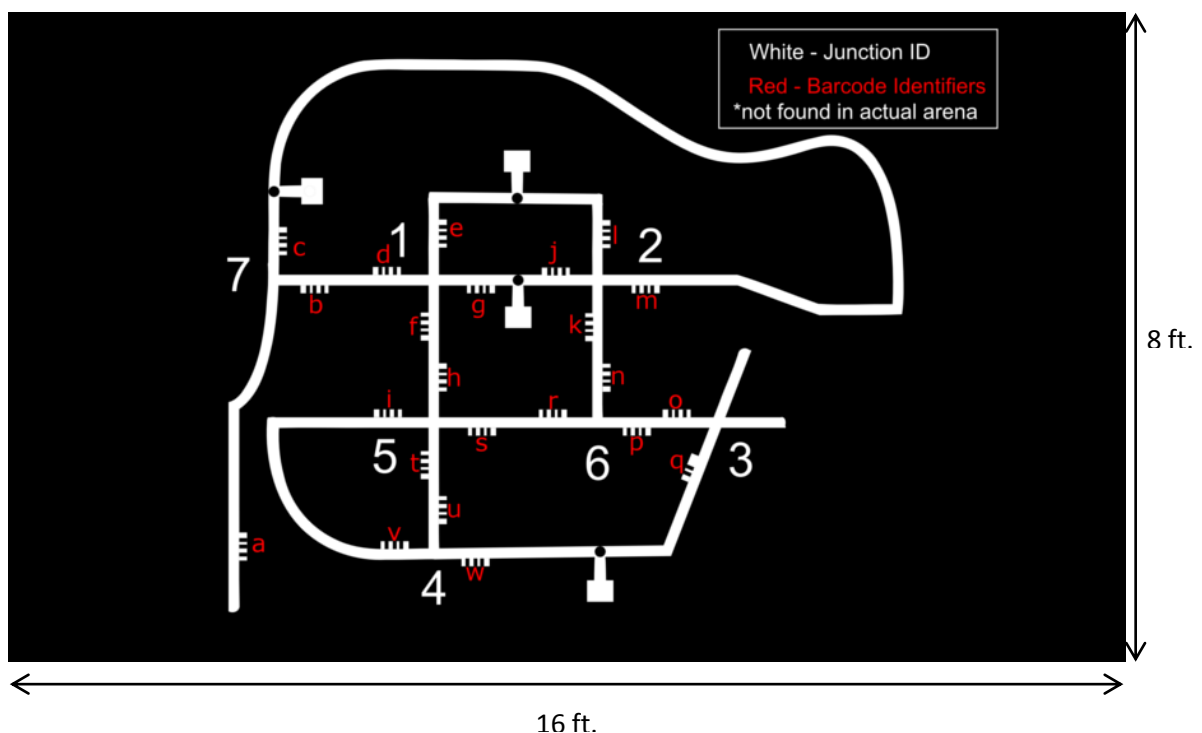 White - Junction ID
Red - Barcode Identifiers
*not found in actual arena
1
e
l
2
c
d
j
7
b
g
m
8 ft.
f
k
h
n
i
r
o
5
s
6
p
q
3
t
u
v
a
w
4
16 ft.